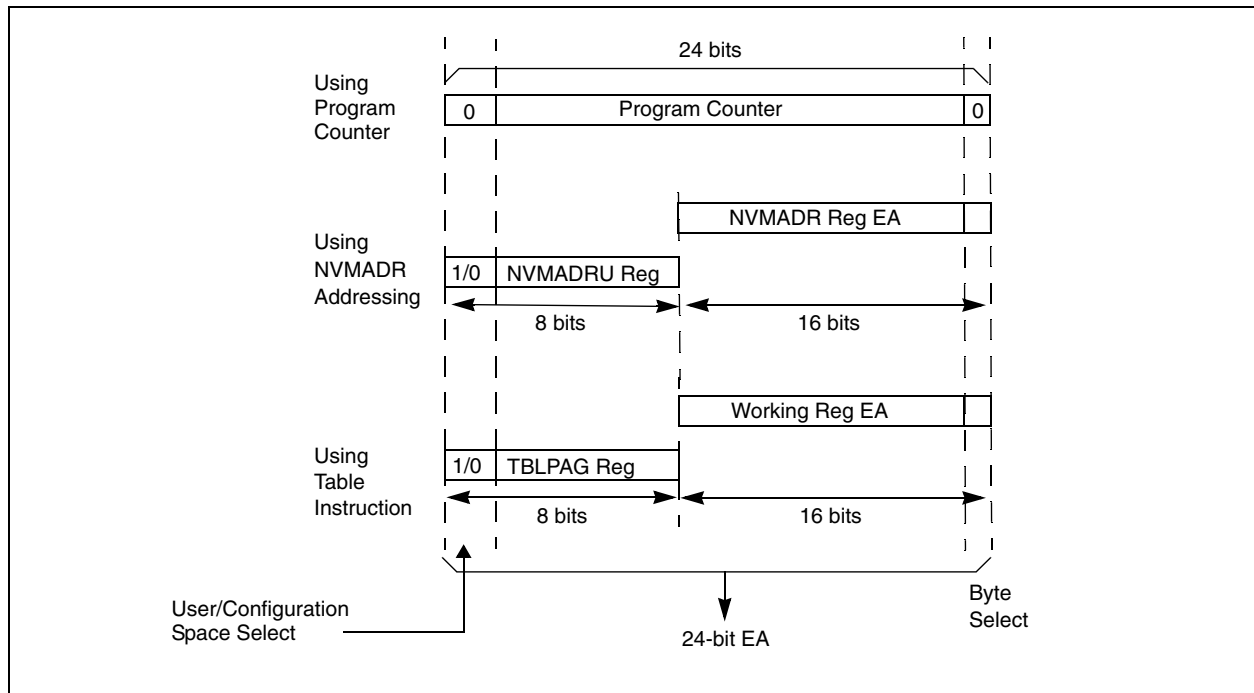 24 bits
Using
Program
Counter
0
Program Counter
0
NVMADR Reg EA
Using
NVMADR
Addressing
1/0
NVMADRU Reg
8 bits
16 bits
Working Reg EA
Using
Table
Instruction
1/0
TBLPAG Reg
8 bits
16 bits
User/Configuration
Space Select
24-bit EA
Byte
Select